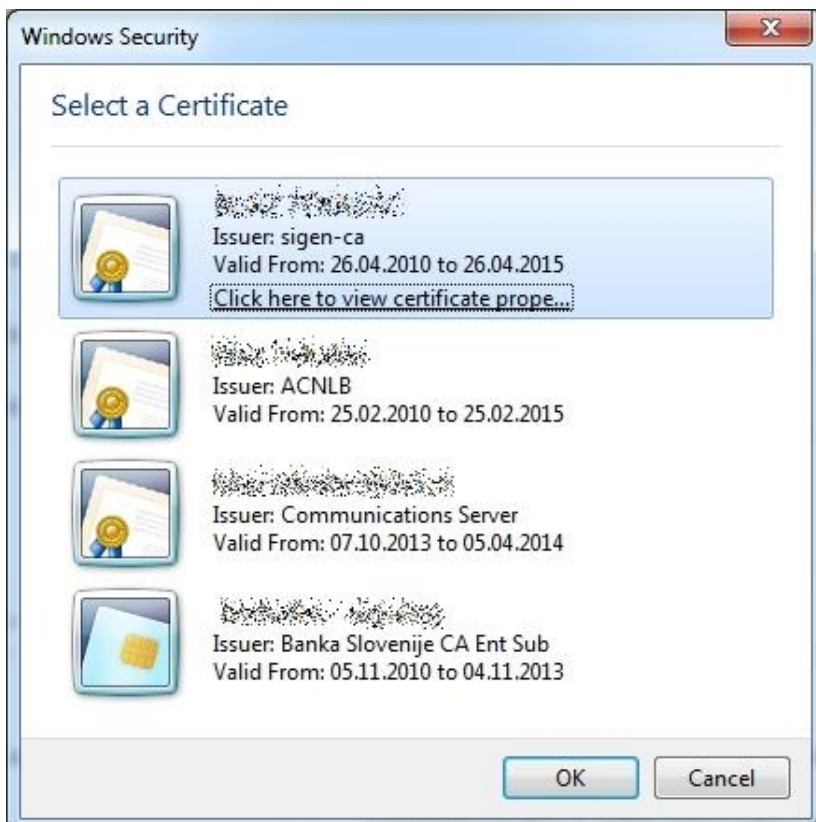 Windows Security
Select a Certificate
Issuer: sigen-ca
Valid From: 26.04.2010 to 26.04.2015
Click here to view certificate prope...
Issuer: ACNLB
Valid From: 25.02.2010 to 25.02.2015
Issuer: Communications Server
Valid From: 07.10.2013 to 05.04.2014
Issuer: Banka Slovenije CA Ent Sub
Valid From: 05.11.2010 to 04.11.2013
OK Cancel